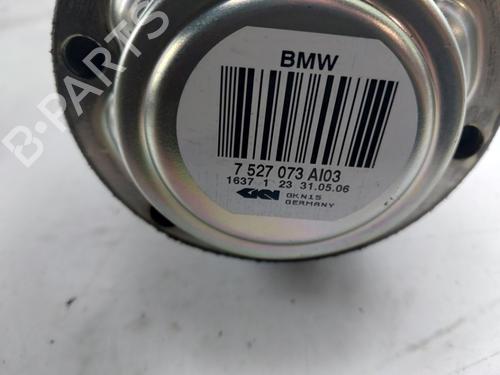 BMW
7 527 073 AI03
1637 1 23 31.05.06
GKN GKN15
GERMANY
B-PARTS